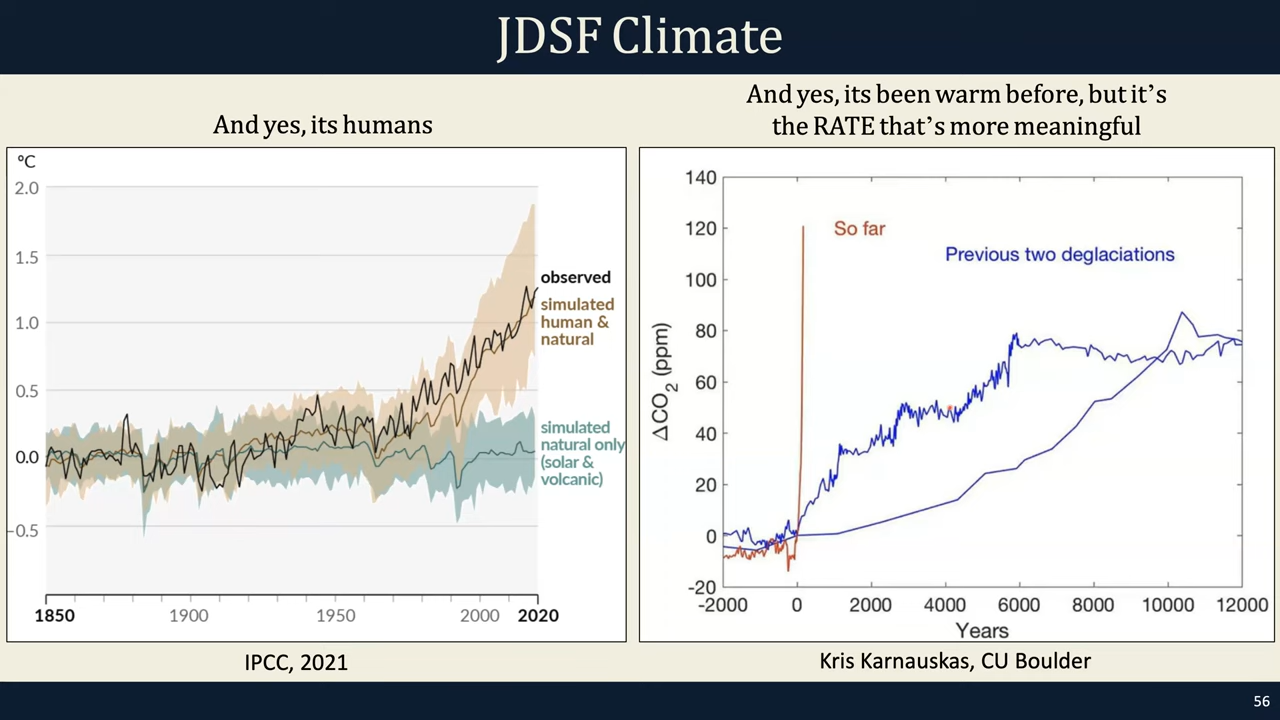 JDSF Climate
And yes, its humans
And yes, its been warm before, but it’s
the RATE that’s more meaningful
°C
2.0
1.5
1.0
0.5
0.0
-0.5
observed
simulated
human &
natural
simulated
natural only
(solar &
volcanic)
1850
1900
1950
2000
2020
140
120
100
80
60
40
20
0
-20
ΔCO2 (ppm)
So far
Previous two deglaciations
-2000
0
2000
4000
6000
8000
10000
12000
Years
IPCC, 2021
Kris Karnauskas, CU Boulder
56